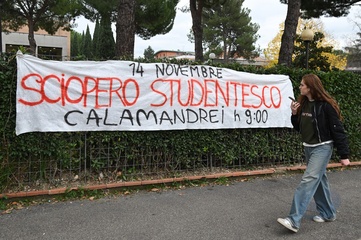 14 NOVEMBRE
SCIOPERO STUDENTESCO
CALAMANDREI h 9:00